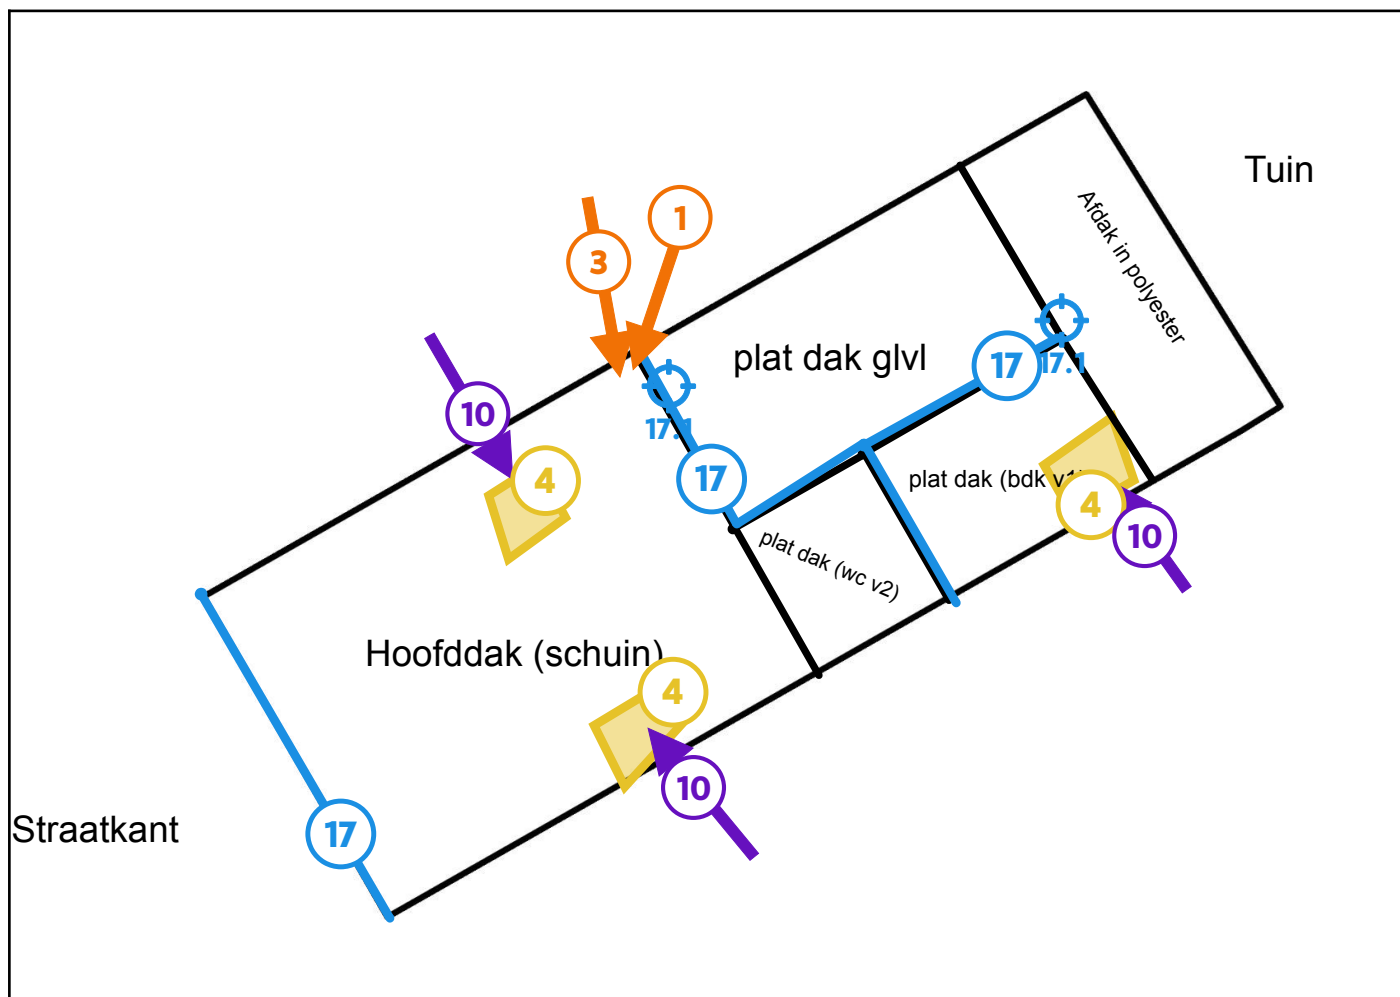 Tuin
Afdak in polyester
1
3
17.1
plat dak glvl
17
17.1
10
4
17
plat dak (bdk v1)
4
10
plat dak (wc v2)
Hoofddak (schuin)
4
10
Straatkant
17